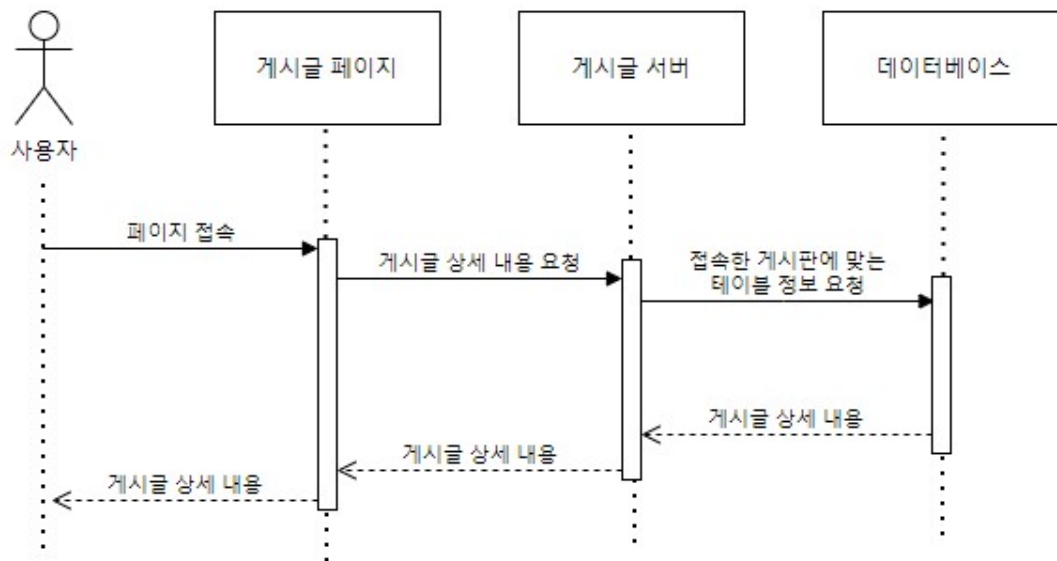 게시글 페이지
게시글 서버
데이터베이스
사용자
페이지 접속
게시글 상세 내용 요청
접속한 게시판에 맞는
테이블 정보 요청
게시글 상세 내용
게시글 상세 내용
게시글 상세 내용